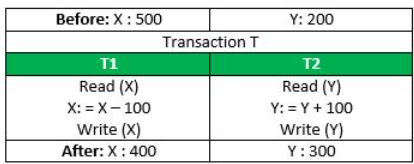 Before: X : 500 Y: 200
Transaction T
T1 T2
Read (X) Read (Y)
X: = X – 100 Y: = Y + 100
Write (X) Write (Y)
After: X : 400 Y : 300